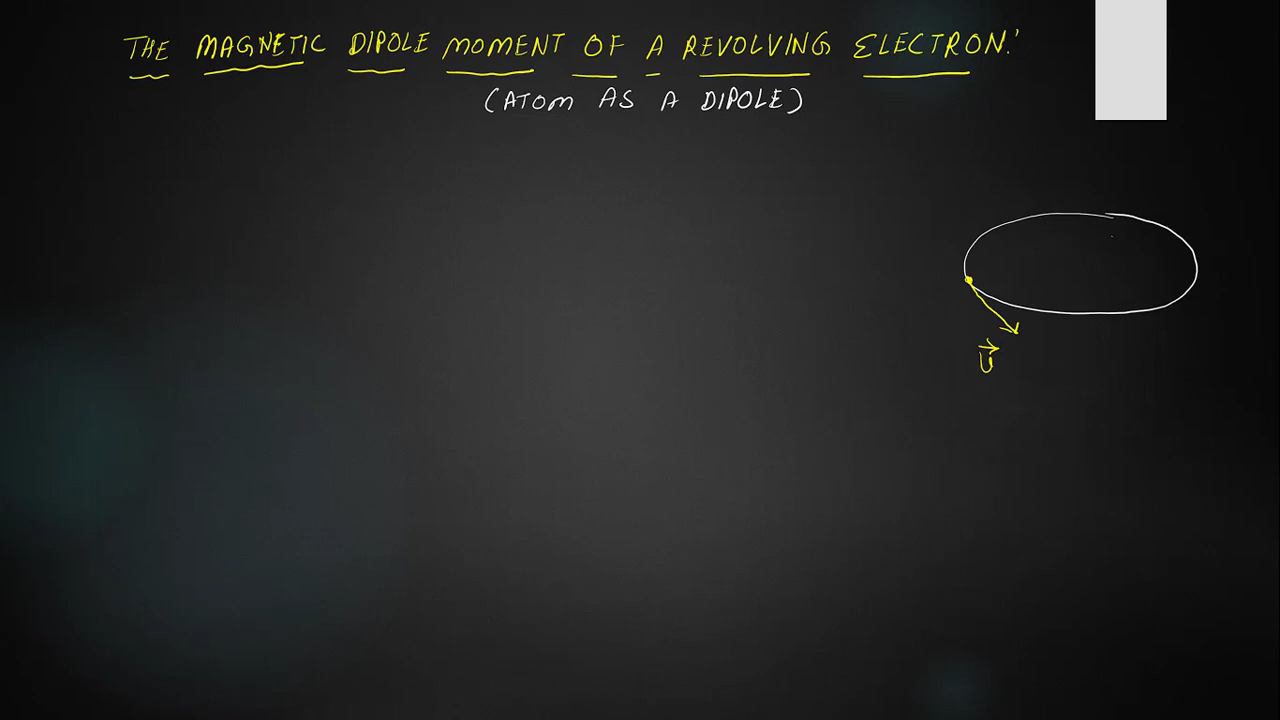 THE MAGNETIC DIPOLE MOMENT OF A REVOLVING ELECTRON:'
(ATOM AS A DIPOLE)